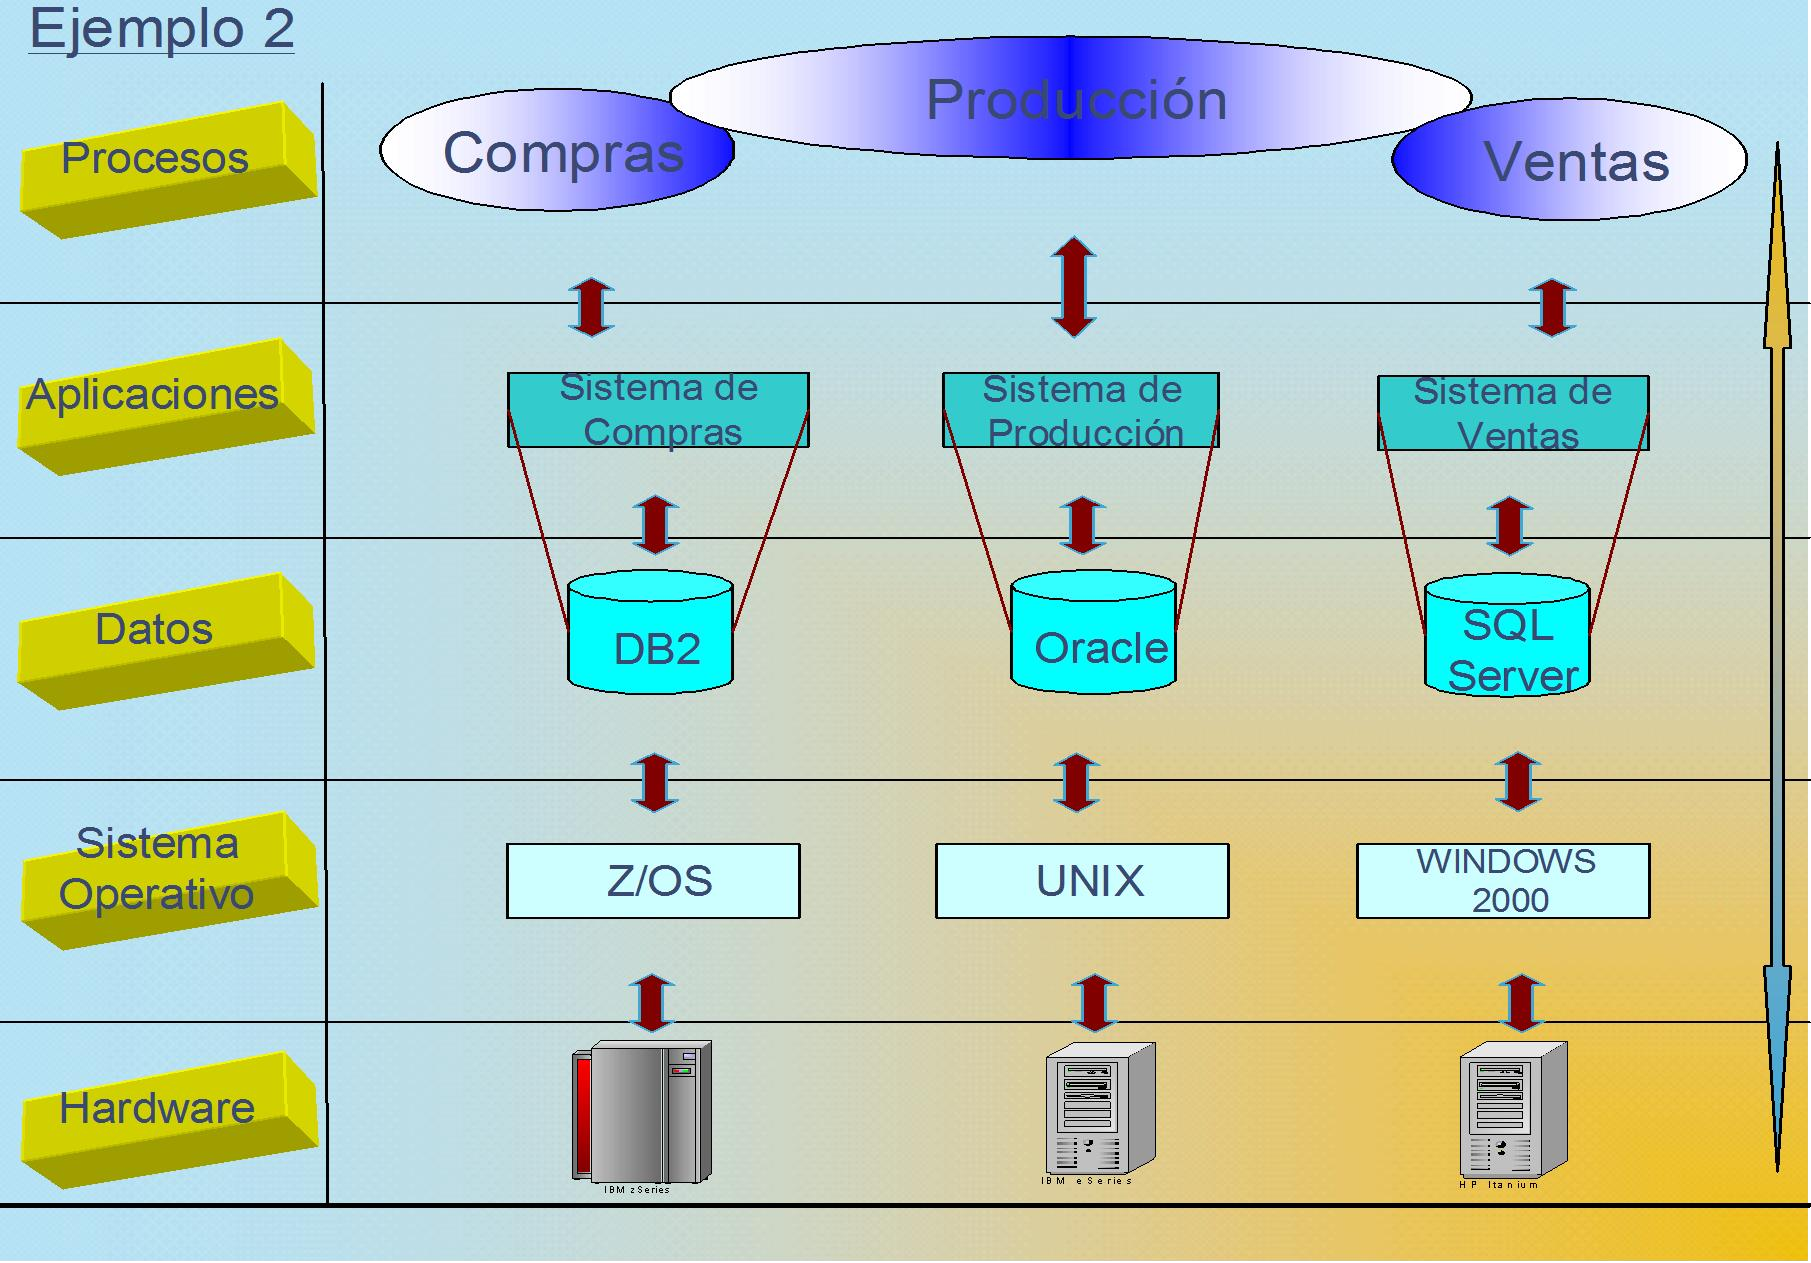 Ejemplo 2
Procesos
Compras
Producción
Ventas
Aplicaciones
Sistema de
Compras
Sistema de
Producción
Sistema de
Ventas
Datos
DB2
Oracle
SQL
Server
Sistema
Operativo
Z/OS
UNIX
WINDOWS
2000
Hardware
IBM zSeries
IBM eSeries
HP Itanium